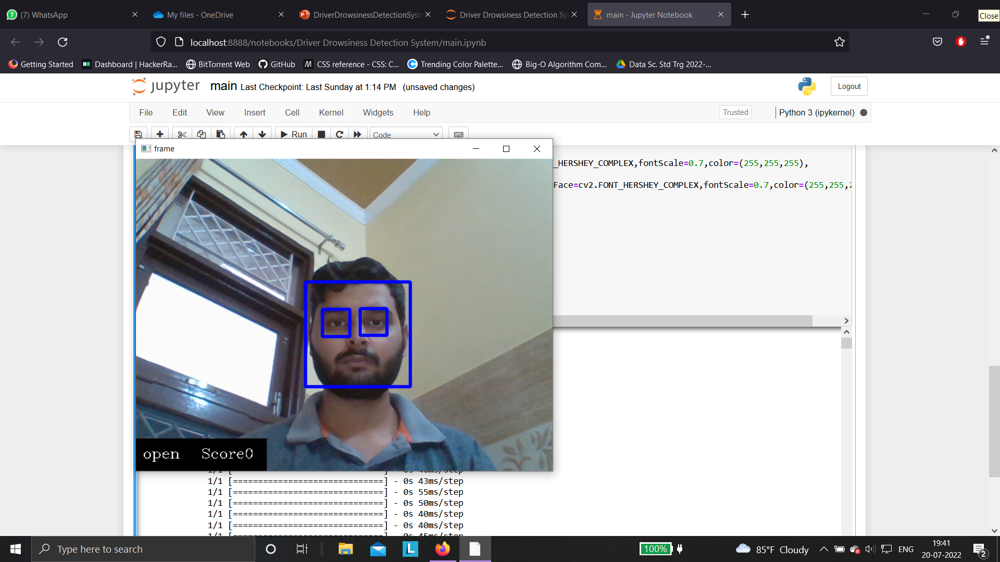 (7) WhatsApp
My files - OneDrive
DriverDrowsinessDetectionSyst
Driver Drowsiness Detection Sy
main - Jupyter Notebook
Close
localhost:8888/notebooks/Driver Drowsiness Detection System/main.ipynb
Getting Started
Dashboard | HackerRa...
BitTorrent Web
GitHub
CSS reference - CSS: C...
Trending Color Palette...
Big-O Algorithm Com...
Data Sc. Std Trg 2022-...
jupyter main Last Checkpoint: Last Sunday at 1:14 PM (unsaved changes)
Logout
File Edit View Insert Cell Kernel Widgets Help
Trusted
Python 3 (ipykernel)
Run
Code
frame
_HERSHEY_COMPLEX,fontScale=0.7,color=(255,255,255),
Face=cv2.FONT_HERSHEY_COMPLEX,fontScale=0.7,color=(255,255,2
open Score0
1/1 [==============================] - 0s 43ms/step
1/1 [==============================] - 0s 55ms/step
1/1 [==============================] - 0s 50ms/step
1/1 [==============================] - 0s 40ms/step
1/1 [==============================] - 0s 40ms/step
Type here to search
100%
85°F Cloudy
ENG
19:41
20-07-2022
2